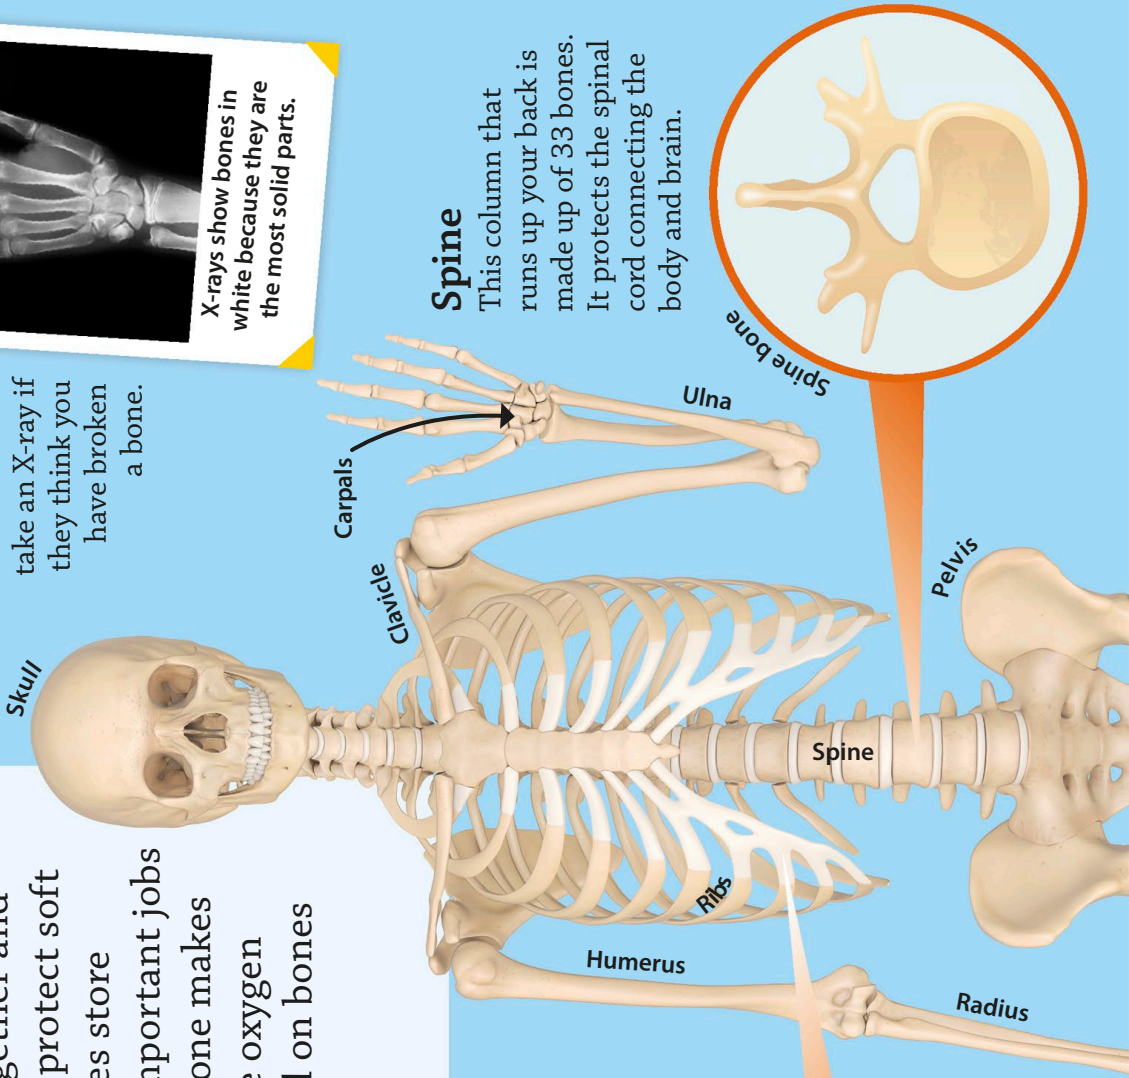 gether and
protect soft
es store
mportant jobs
one makes
e oxygen
l on bones
take an X-ray if
they think you
have broken
a bone.
X-rays show bones in
white because they are
the most solid parts.
Skull
Clavicle
Carpals
Spine
This column that
runs up your back is
made up of 33 bones.
It protects the spinal
cord connecting the
body and brain.
Ulna
Spine bone
Pelvis
Spine
Ribs
Humerus
Radius